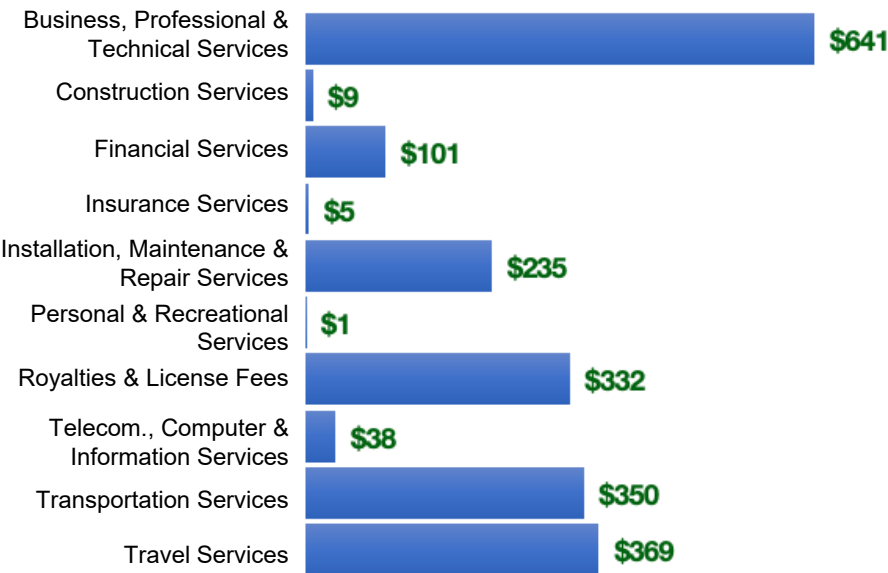 Business, Professional &
Technical Services
$641
Construction Services
$9
Financial Services
$101
Insurance Services
$5
Installation, Maintenance &
Repair Services
$235
Personal & Recreational
Services
$1
Royalties & License Fees
$332
Telecom., Computer &
Information Services
$38
Transportation Services
$350
Travel Services
$369